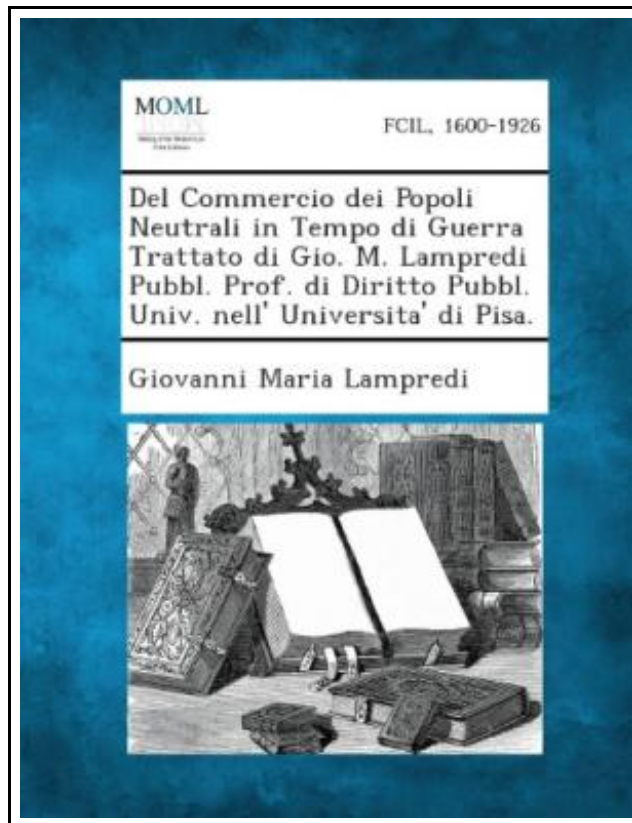 MOML
FCIL, 1600-1926
Del Commercio dei Popoli
Neutrali in Tempo di Guerra
Trattato di Gio. M. Lampredi
Pubbl. Prof. di Diritto Pubbl.
Univ. nell' Universita' di Pisa.
Giovanni Maria Lampredi